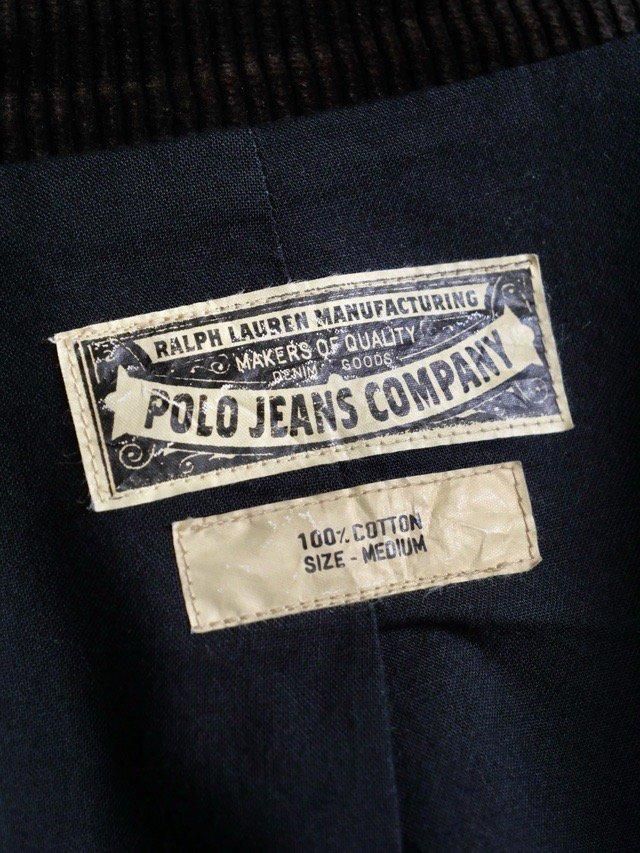 RALPH LAUREN MANUFACTURING
MAKERS OF QUALITY
DENIM GOODS
POLO JEANS COMPANY
100% COTTON
SIZE - MEDIUM